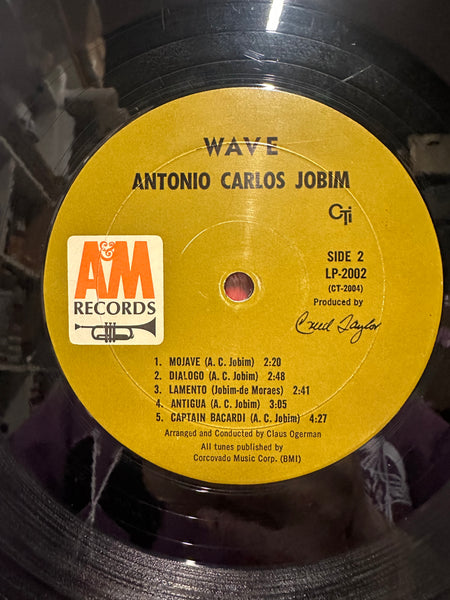 WAVE
ANTONIO CARLOS JOBIM
CTi
A&M
RECORDS
SIDE 2
LP-2002
(CT-2004)
Produced by
Creed Taylor
1. MOJAVE (A. C. Jobim) 2:20
2. DIALOGO (A. C. Jobim) 2:48
3. LAMENTO (Jobim-de Moraes) 2:41
4. ANTIGUA (A. C. Jobim) 3:05
5. CAPTAIN BACARDI (A. C. Jobim) 4:27
Arranged and Conducted by Claus Ogerman
All tunes published by
Corcovado Music Corp. (BMI)